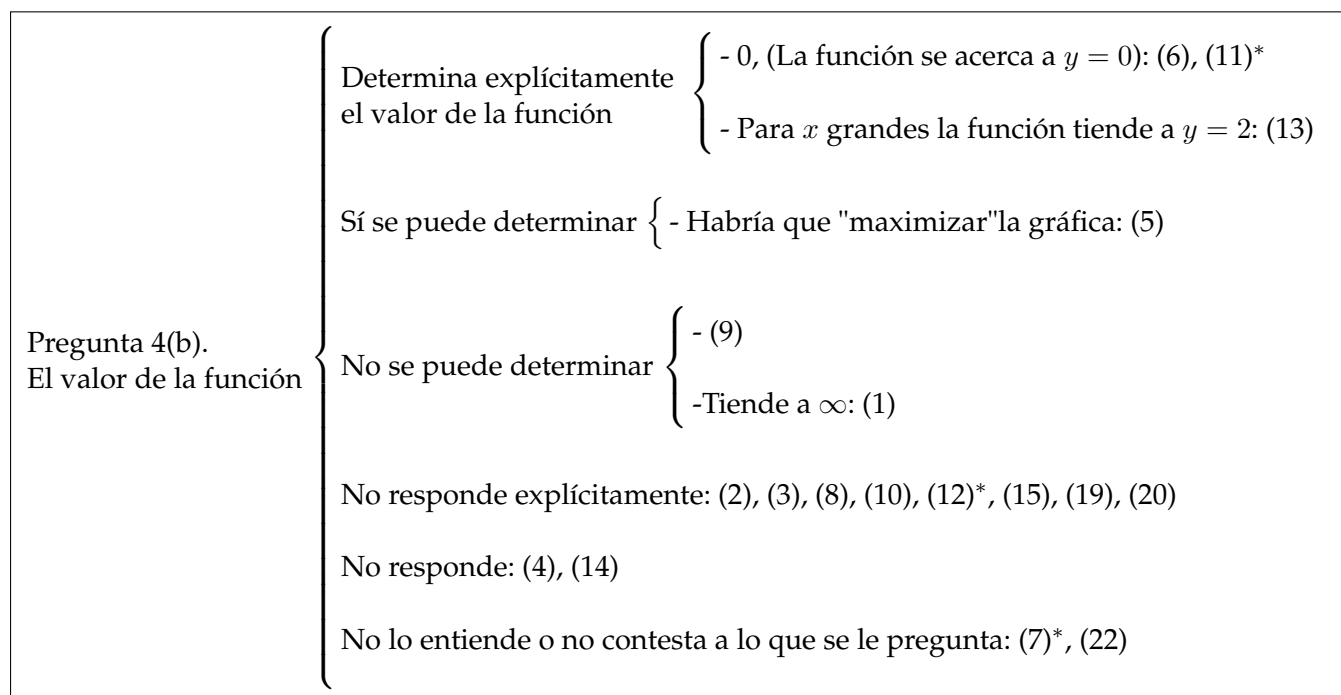 Pregunta 4(b).
El valor de la función
Determina explícitamente
el valor de la función
- 0, (La función se acerca a y = 0): (6), (11)*
- Para x grandes la función tiende a y = 2: (13)
Sí se puede determinar
- Habría que "maximizar"la gráfica: (5)
No se puede determinar
- (9)
-Tiende a ∞: (1)
No responde explícitamente: (2), (3), (8), (10), (12)*, (15), (19), (20)
No responde: (4), (14)
No lo entiende o no contesta a lo que se le pregunta: (7)*, (22)